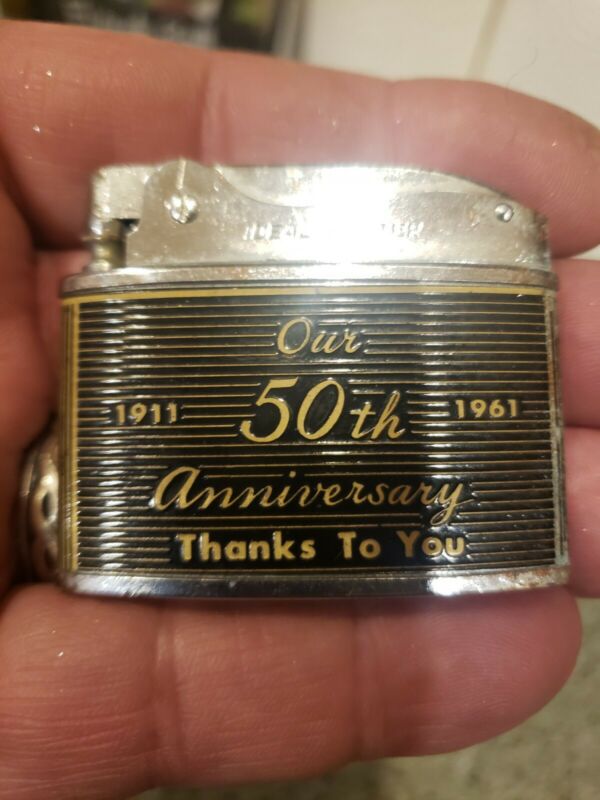 Our
1911 50th 1961
Anniversary
Thanks To You